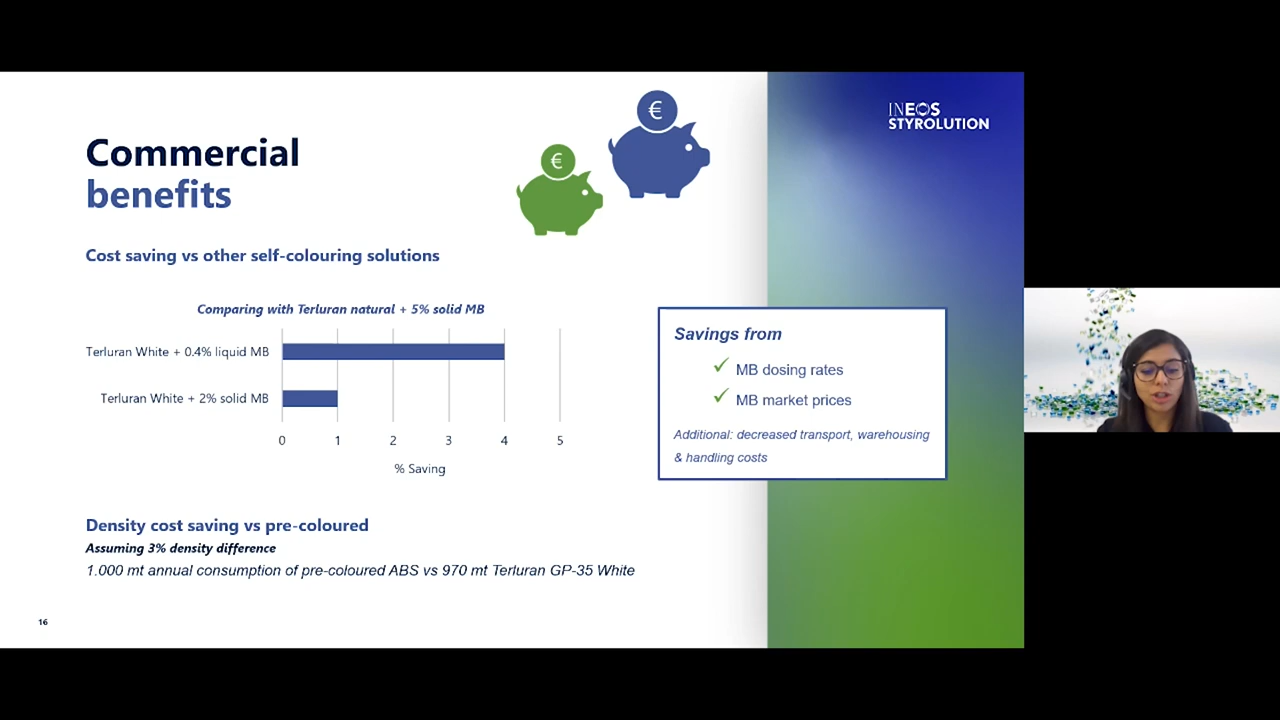 INEOS
STYROLUTION
Commercial
benefits
€
€
Cost saving vs other self-colouring solutions
Comparing with Terluran natural + 5% solid MB
Terluran White + 0.4% liquid MB
Terluran White + 2% solid MB
0 1 2 3 4 5
% Saving
Savings from
MB dosing rates
MB market prices
Additional: decreased transport, warehousing
& handling costs
Density cost saving vs pre-coloured
Assuming 3% density difference
1.000 mt annual consumption of pre-coloured ABS vs 970 mt Terluran GP-35 White
16